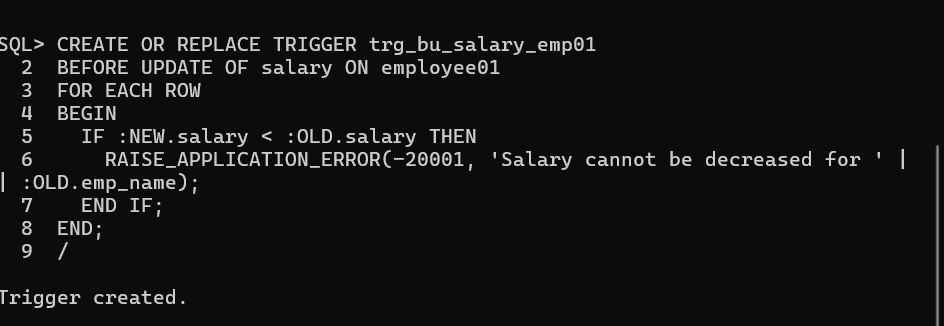 SQL> CREATE OR REPLACE TRIGGER trg_bu_salary_emp01
  2  BEFORE UPDATE OF salary ON employee01
  3  FOR EACH ROW
  4  BEGIN
  5    IF :NEW.salary < :OLD.salary THEN
  6      RAISE_APPLICATION_ERROR(-20001, 'Salary cannot be decreased for ' |
| :OLD.emp_name);
  7    END IF;
  8  END;
  9  /
Trigger created.